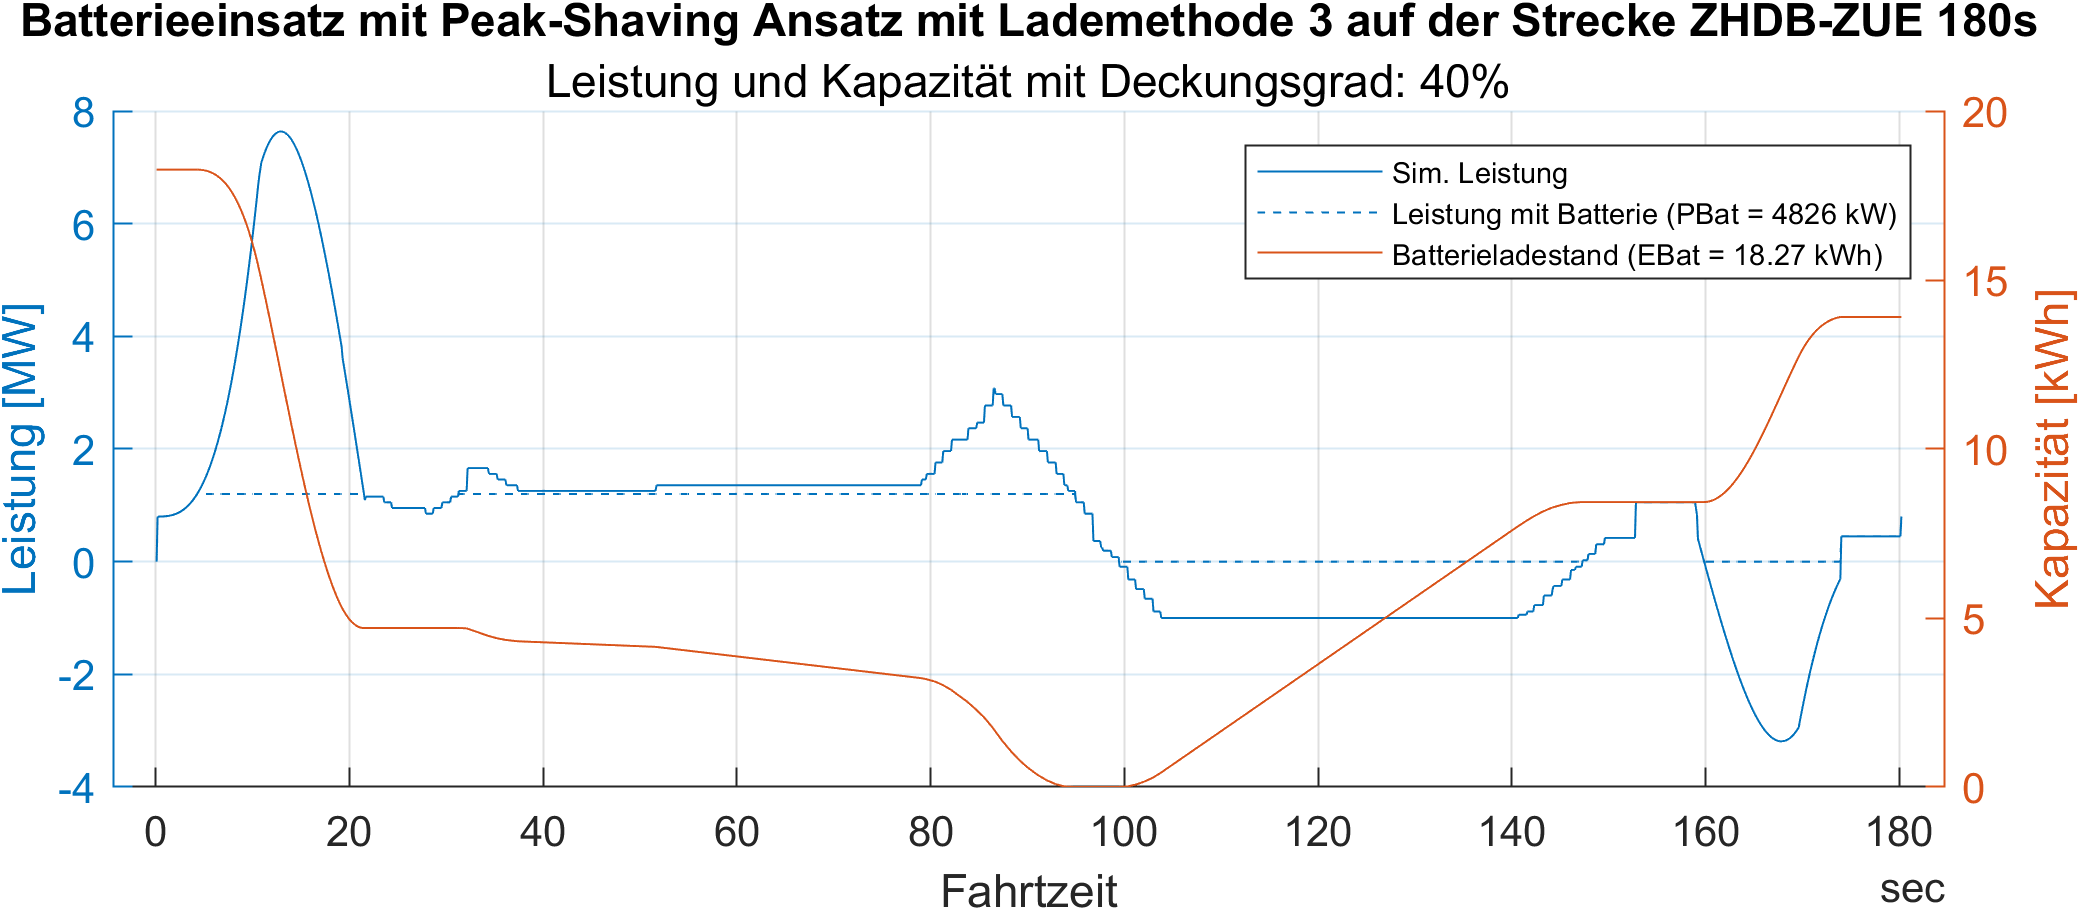 Batterieeinsatz mit Peak-Shaving Ansatz mit Lademethode 3 auf der Strecke ZHDB-ZUE 180s
Leistung und Kapazität mit Deckungsgrad: 40%
8
6
4
2
0
-2
-4
Leistung [MW]
Sim. Leistung
Leistung mit Batterie (PBat = 4826 kW)
Batterieladestand (EBat = 18.27 kWh)
20
15
10
5
0
Kapazität [kWh]
0 20 40 60 80 100 120 140 160 180
Fahrtzeit
sec